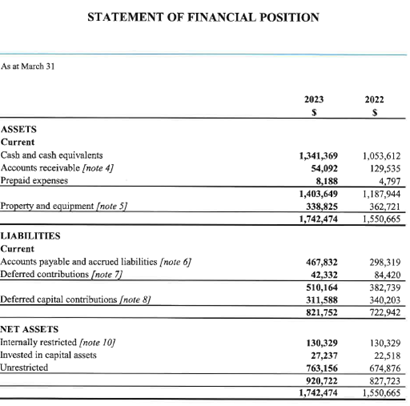 STATEMENT OF FINANCIAL POSITION
As at March 31
2023 2022
$ $
ASSETS
Current
Cash and cash equivalents 1,341,369 1,053,612
Accounts receivable [note 4] 54,092 129,535
Prepaid expenses 8,188 4,797
1,403,649 1,187,944
Property and equipment [note 5] 338,825 362,721
1,742,474 1,550,665
LIABILITIES
Current
Accounts payable and accrued liabilities [note 6] 467,832 298,319
Deferred contributions [note 7] 42,332 84,420
510,164 382,739
Deferred capital contributions [note 8] 311,588 340,203
821,752 722,942
NET ASSETS
Internally restricted [note 10] 130,329 130,329
Invested in capital assets 27,237 22,518
Unrestricted 763,156 674,876
920,722 827,723
1,742,474 1,550,665